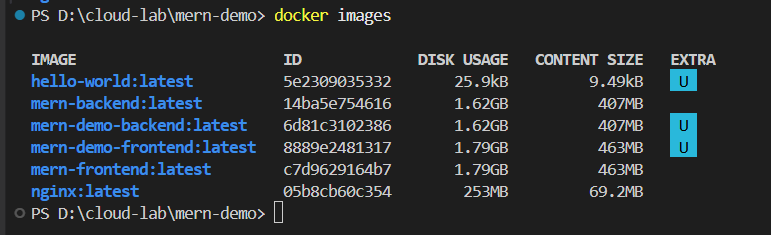 PS D:\cloud-lab\mern-demo> docker images
IMAGE ID DISK USAGE CONTENT SIZE EXTRA
hello-world:latest 5e2309035332 25.9kB 9.49kB U
mern-backend:latest 14ba5e754616 1.62GB 407MB
mern-demo-backend:latest 6d81c3102386 1.62GB 407MB U
mern-demo-frontend:latest 8889e2481317 1.79GB 463MB U
mern-frontend:latest c7d9629164b7 1.79GB 463MB
nginx:latest 05b8cb60c354 253MB 69.2MB
PS D:\cloud-lab\mern-demo>